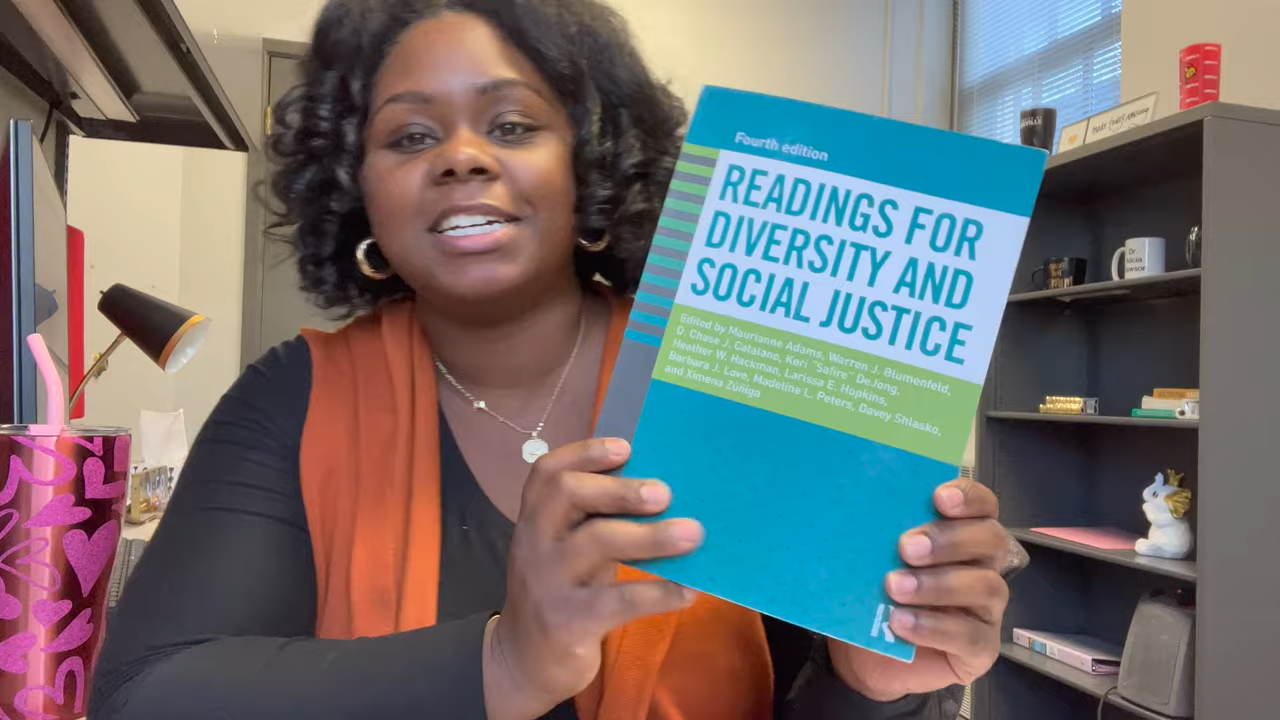 Fourth edition
READINGS FOR
DIVERSITY AND
SOCIAL JUSTICE
Edited by Maurianne Adams, Warren J. Blumenfeld,
D. Chase J. Catalano, Keri "Safire" DeJong,
Heather W. Hackman, Larissa E. Hopkins,
Barbara J. Love, Madeline L. Peters, Davey Shlasko,
and Ximena Zúñiga
Dr.